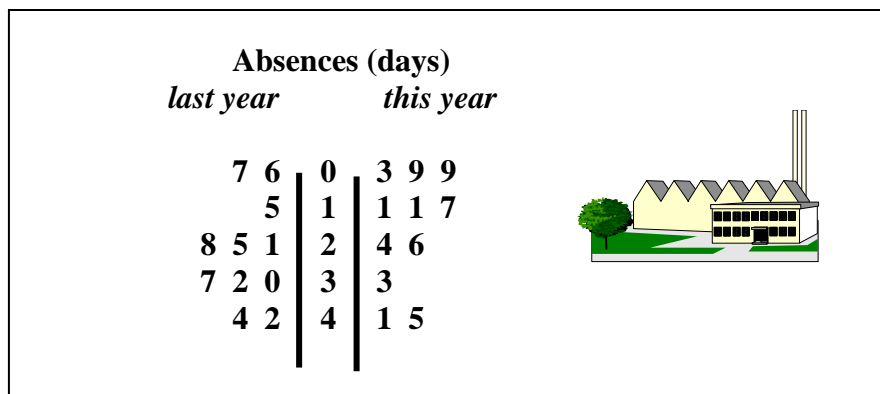 Absences (days)
last year this year
7 6 0 3 9 9
5 1 1 1 7
8 5 1 2 4 6
7 2 0 3 3
4 2 4 1 5